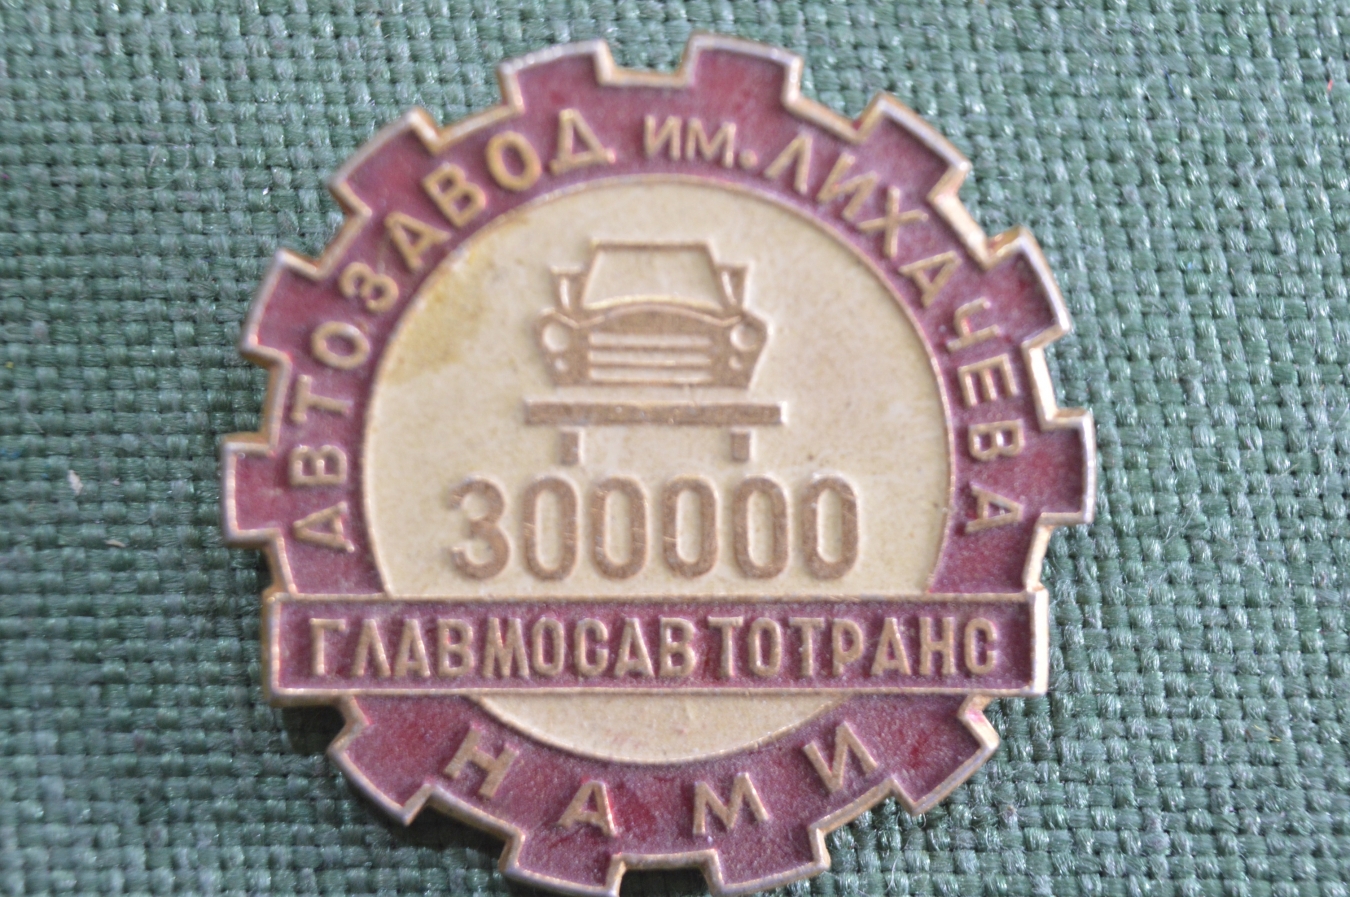 АВТОЗАВОД ИМ. ЛИХАЧЕВА
300000
ГЛАВМОСАВТОТРАНС
НАМИ